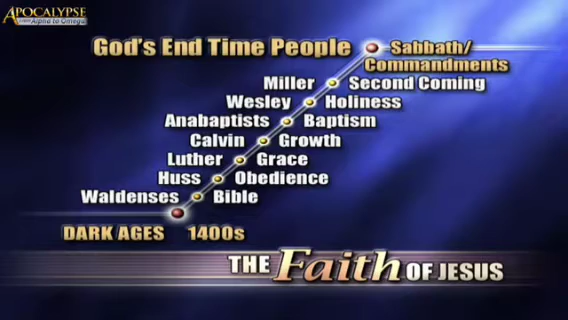 APOCALYPSE
Alpha to Omega
God's End Time People Sabbath/
Commandments
Miller Second Coming
Wesley Holiness
Anabaptists Baptism
Calvin Growth
Luther Grace
Huss Obedience
Waldenses Bible
DARK AGES 1400s
THE Faith OF JESUS